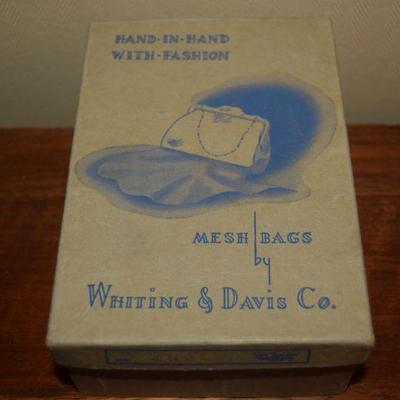 HAND·IN·HAND
WITH·FASHION
MESH BAGS
by
WHITING & DAVIS CO.